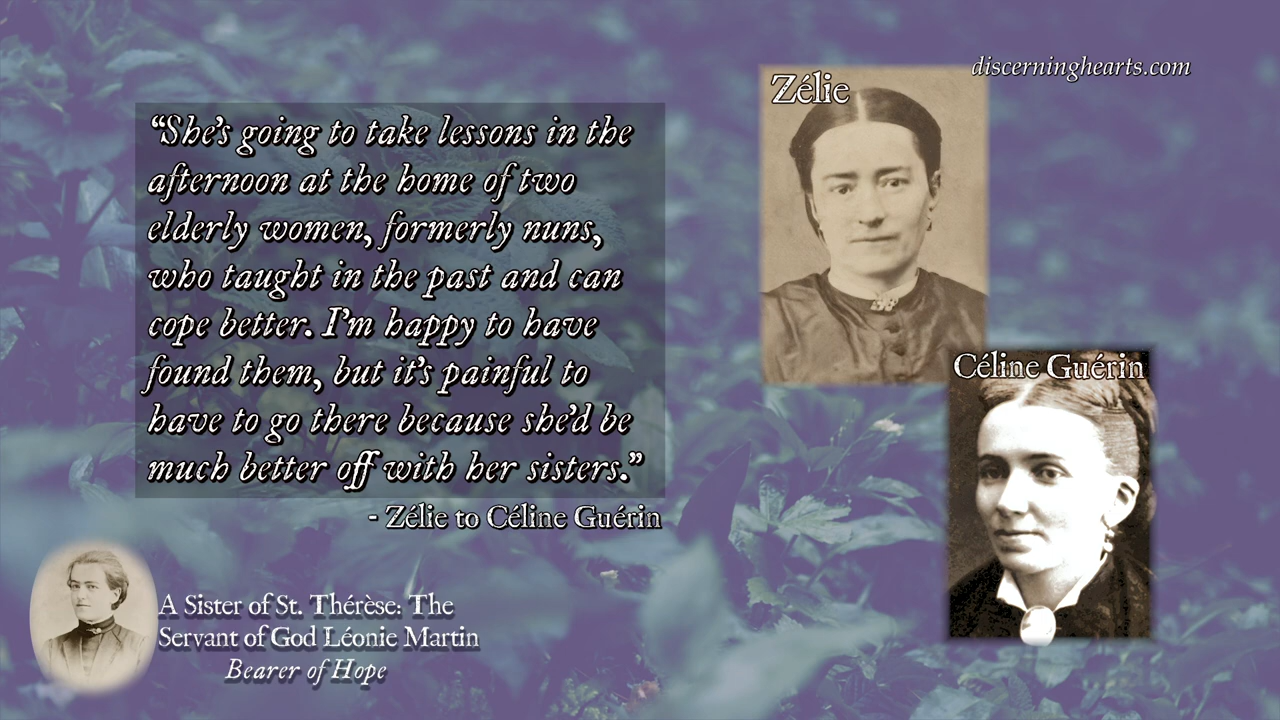 discerninghearts.com
Zélie
“She’s going to take lessons in the
afternoon at the home of two
elderly women, formerly nuns,
who taught in the past and can
cope better. I’m happy to have
found them, but it’s painful to
have to go there because she’d be
much better off with her sisters.”
- Zélie to Céline Guérin
Céline Guérin
A Sister of St. Thérèse: The
Servant of God Léonie Martin
Bearer of Hope